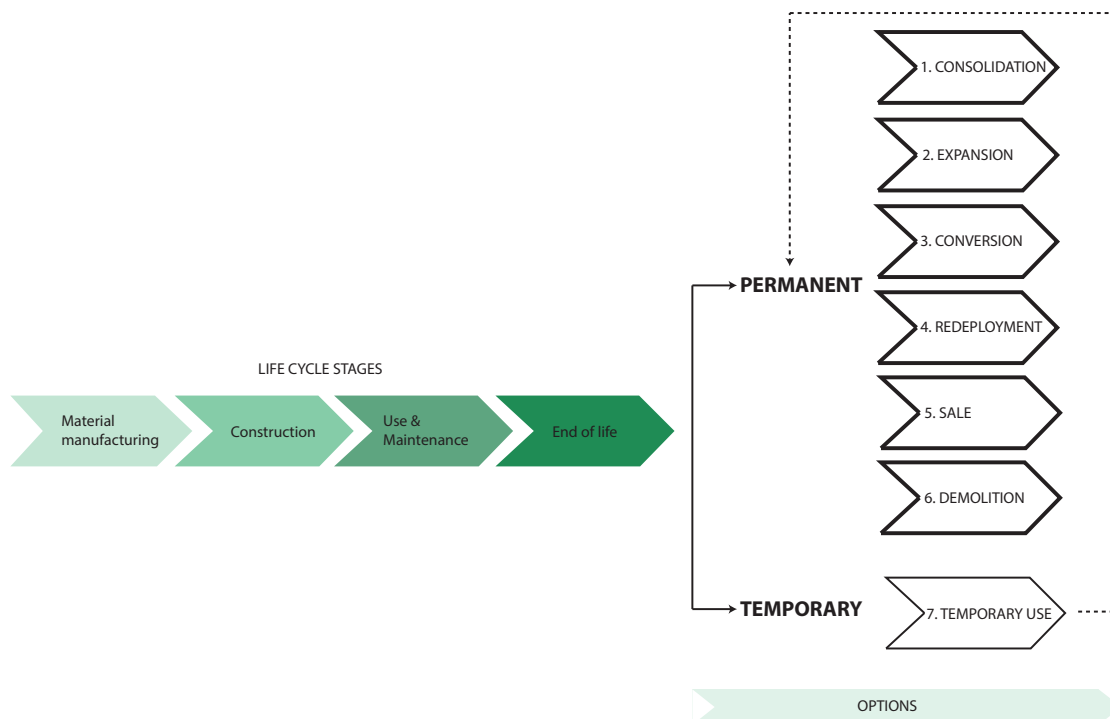 LIFE CYCLE STAGES
Material
manufacturing
Construction
Use &
Maintenance
End of life
PERMANENT
1. CONSOLIDATION
2. EXPANSION
3. CONVERSION
4. REDEPLOYMENT
5. SALE
6. DEMOLITION
TEMPORARY
7. TEMPORARY USE
OPTIONS